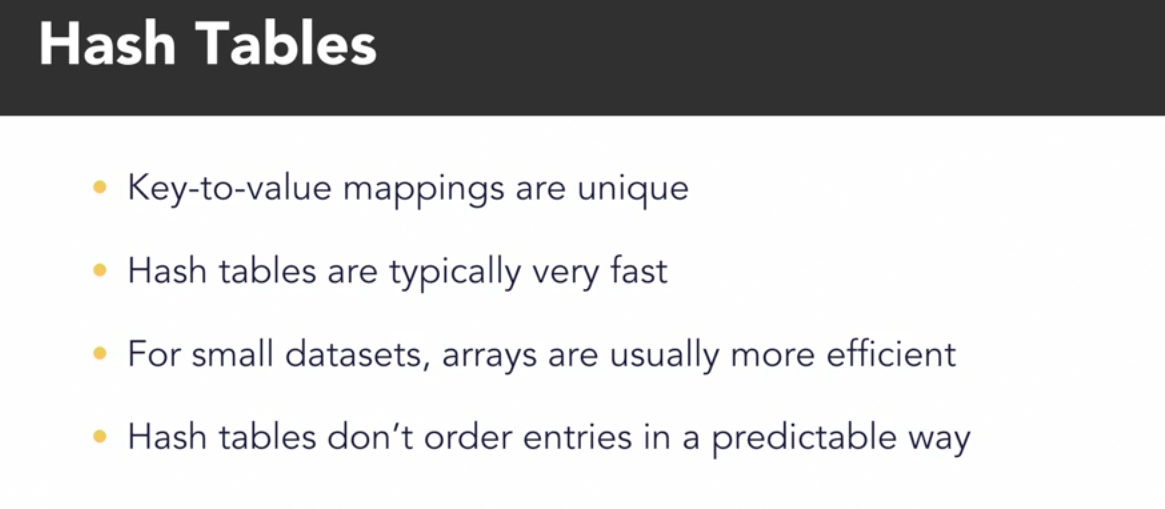 Hash Tables
• Key-to-value mappings are unique
• Hash tables are typically very fast
• For small datasets, arrays are usually more efficient
• Hash tables don’t order entries in a predictable way